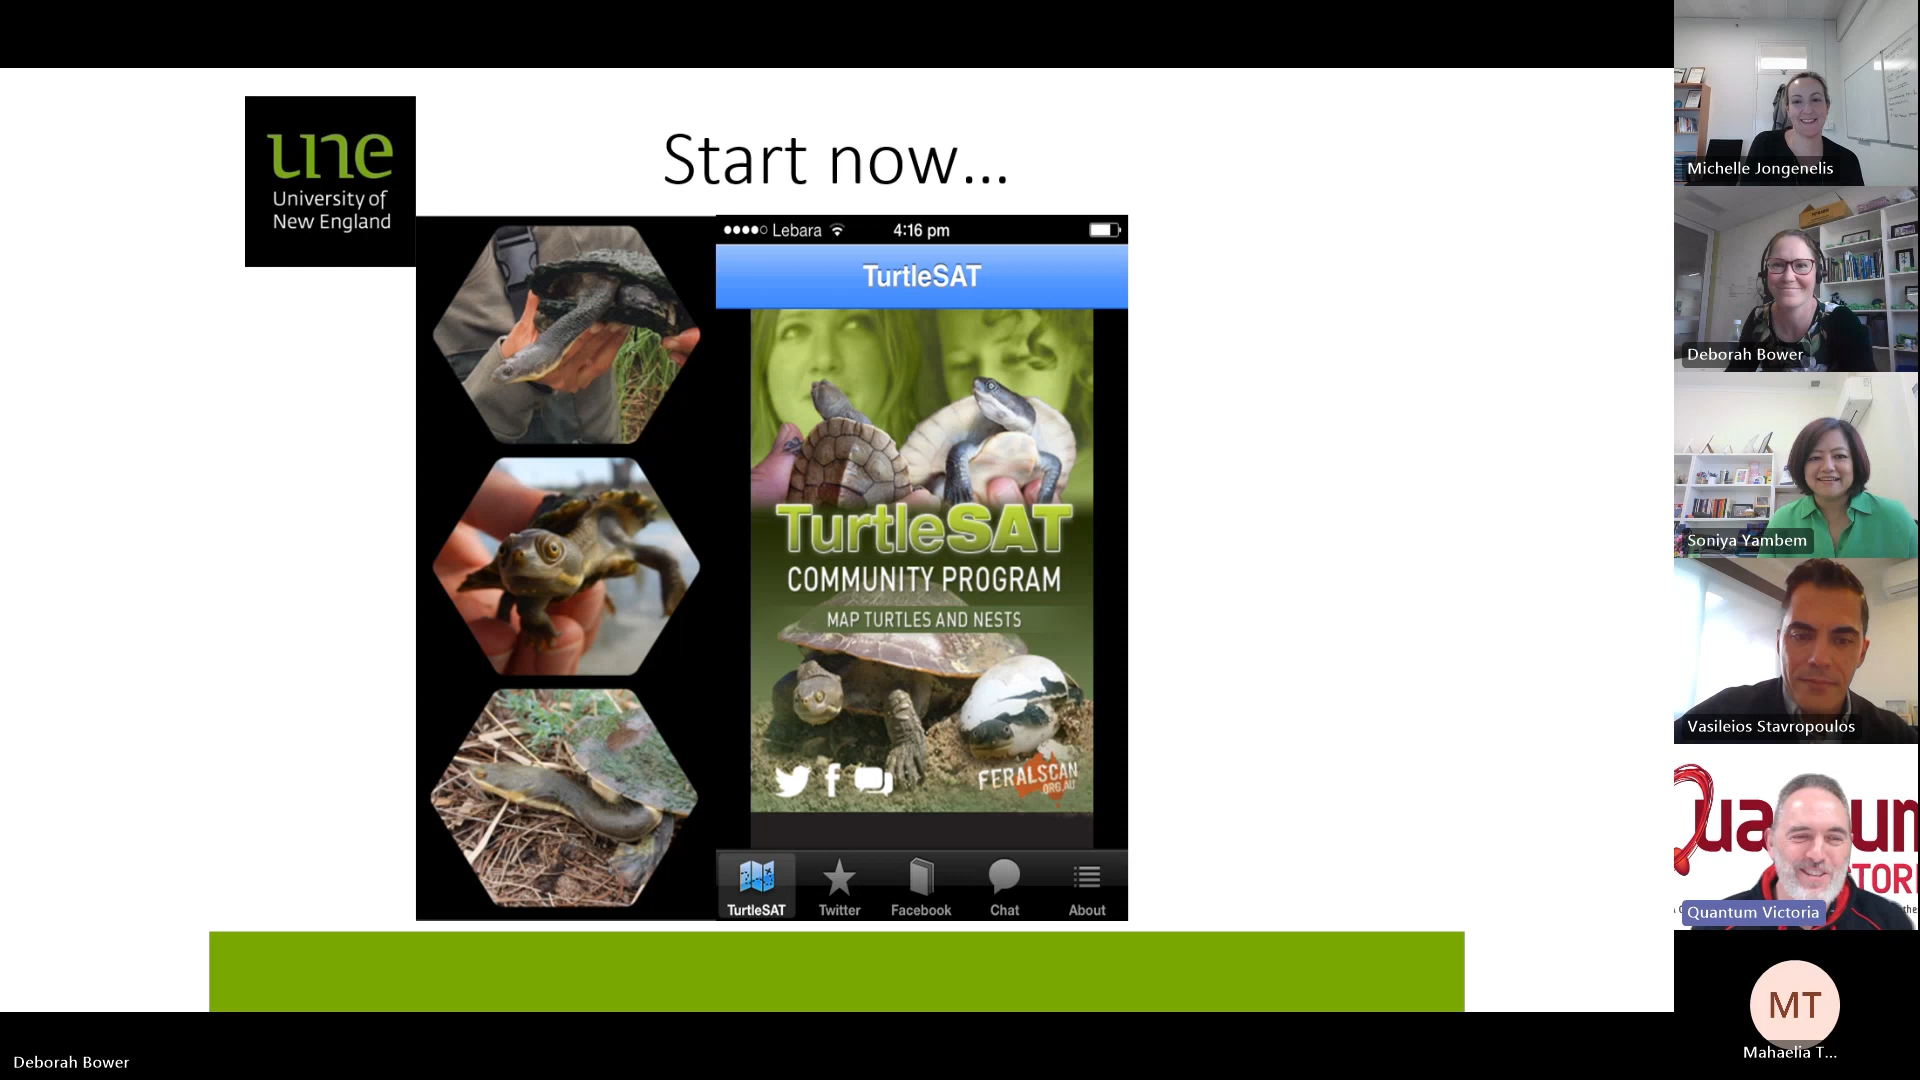 une
University of
New England
Start now...
Lebara
4:16 pm
TurtleSAT
TurtleSAT
COMMUNITY PROGRAM
MAP TURTLES AND NESTS
FERALSCAN
ORG.AU
TurtleSAT
Twitter
Facebook
Chat
About
Deborah Bower
Michelle Jongenelis
Deborah Bower
Soniya Yambem
Vasileios Stavropoulos
Quantum Victoria
MT
Mahaelia T...